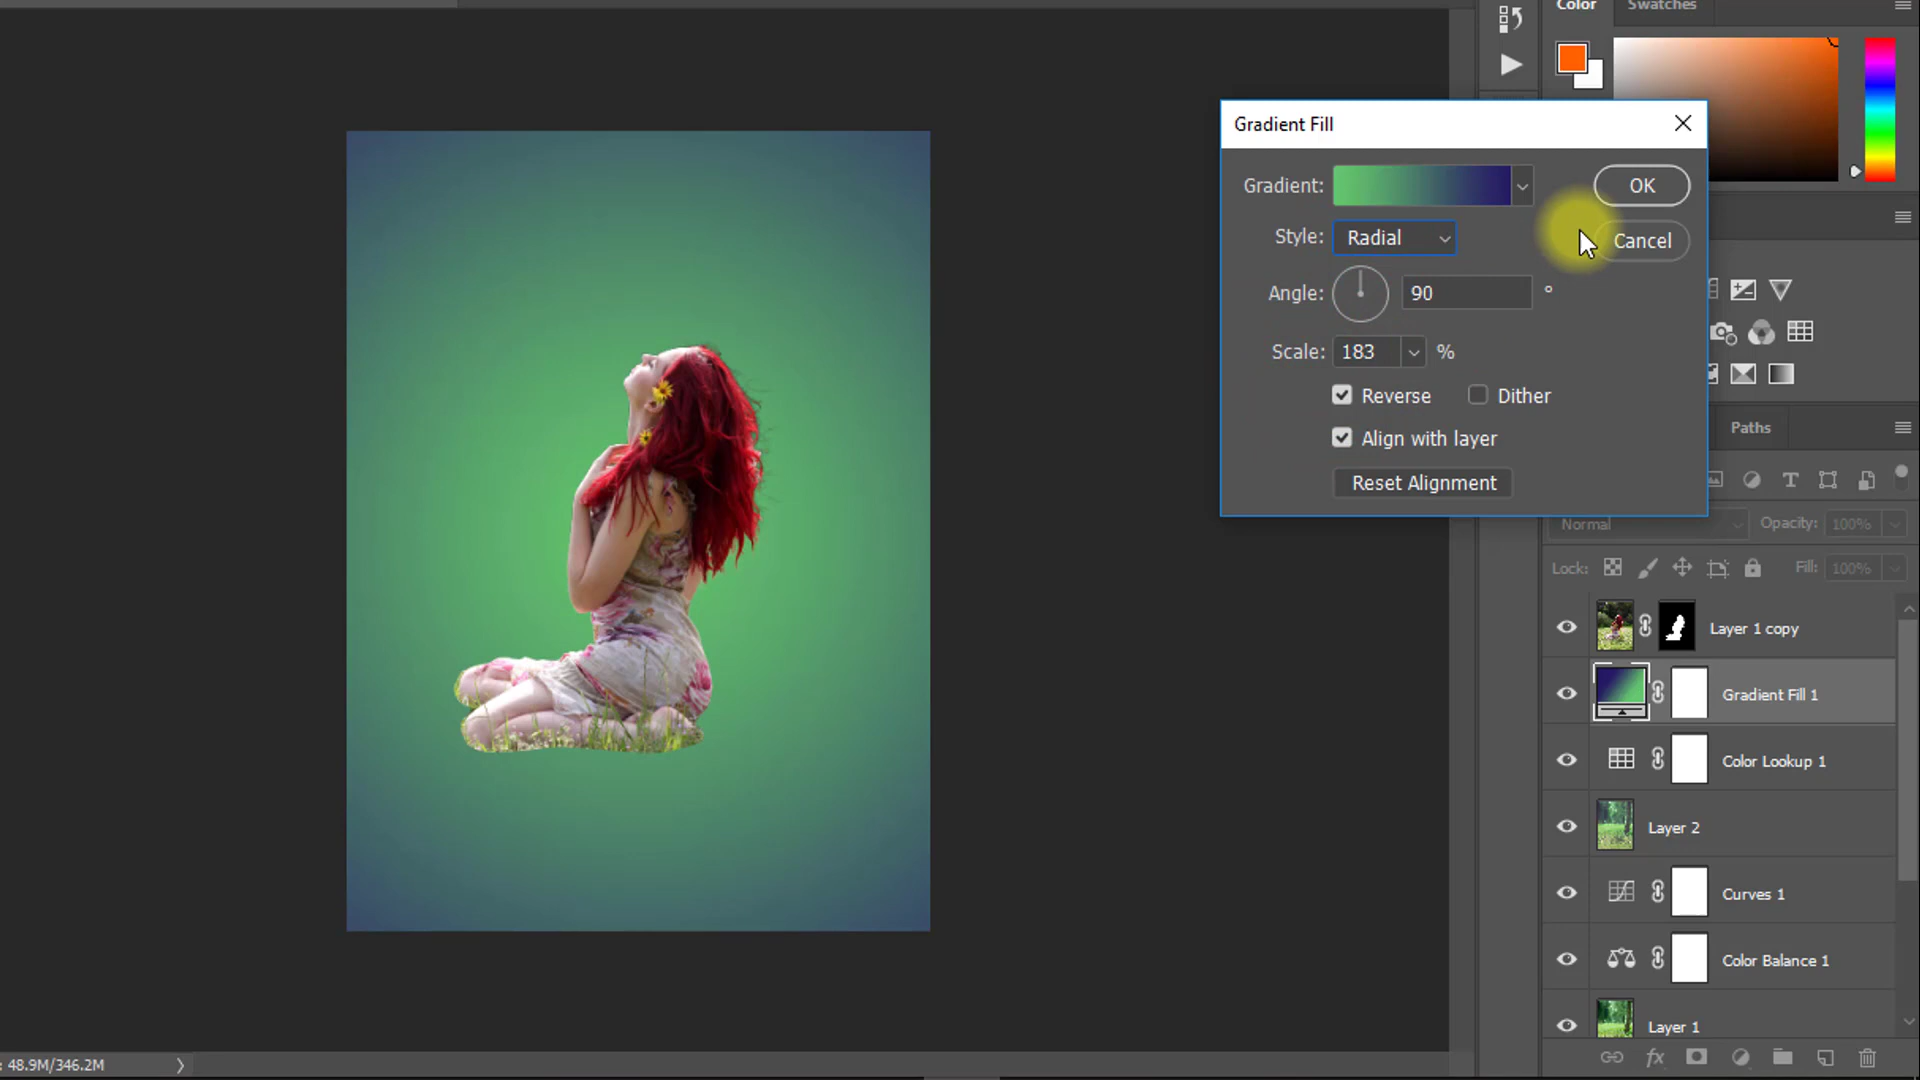 Color Swatches
Gradient Fill
Gradient: OK
Style: Radial Cancel
Angle: 90 °
Scale: 183 %
Reverse Dither
Align with layer
Reset Alignment
Paths
Normal Opacity: 100%
Lock: Fill: 100%
Layer 1 copy
Gradient Fill 1
Color Lookup 1
Layer 2
Curves 1
Color Balance 1
Layer 1
: 48.9M/346.2M